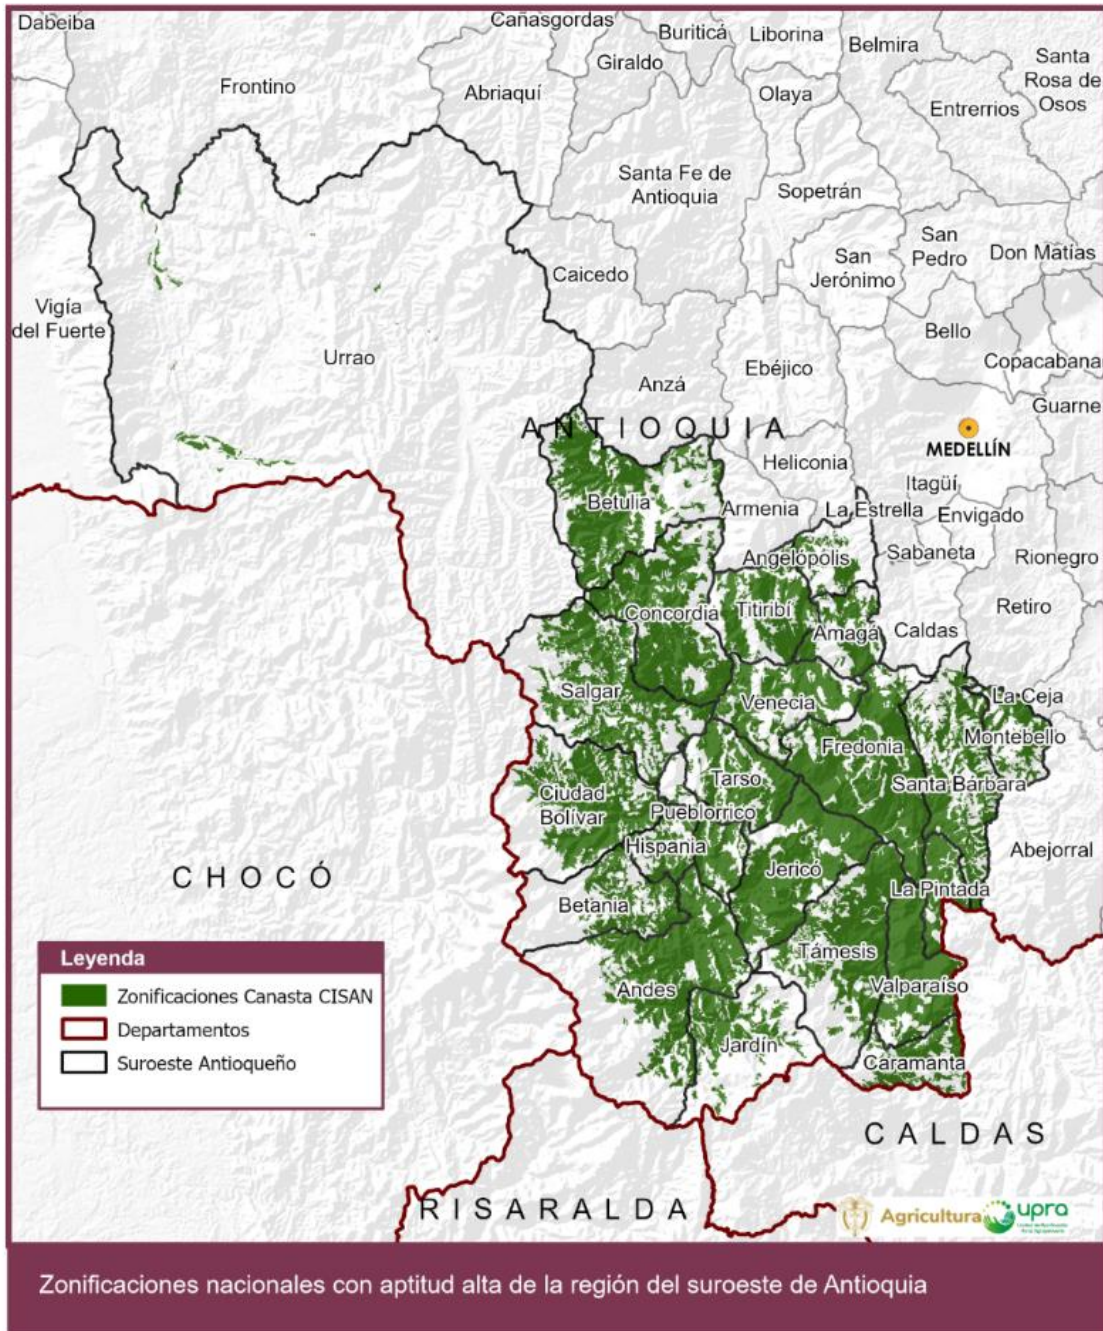 Dabeiba
Cañasgordas
Buriticá
Liborina
Belmira
Giraldo
Santa
Rosa de
Osos
Frontino
Abriaquí
Olaya
Entrerrios
Santa Fe de
Antioquia
Sopetrán
San
Pedro
Don Matías
San
Jerónimo
Caicedo
Vigía
del Fuerte
Bello
Copacabana
Urrao
Ebéjico
Anzá
Guarne
ANTIOQUIA
MEDELLÍN
Heliconia
Itagüí
Betulia
Armenia
La Estrella
Envigado
Angelópolis
Sabaneta
Rionegro
Concordia
Titiribí
Retiro
Amagá
Caldas
Salgar
Venecia
La Ceja
Montebello
Fredonia
Tarso
Santa Bárbara
Ciudad
Bolívar
Pueblorrico
Hispania
Abejorral
CHOCÓ
Jericó
La Pintada
Betania
Támesis
Leyenda
Zonificaciones Canasta CISAN
Departamentos
Suroeste Antioqueño
Andes
Valparaíso
Jardín
Caramanta
CALDAS
RISARALDA
Agricultura
upra
Zonificaciones nacionales con aptitud alta de la región del suroeste de Antioquia